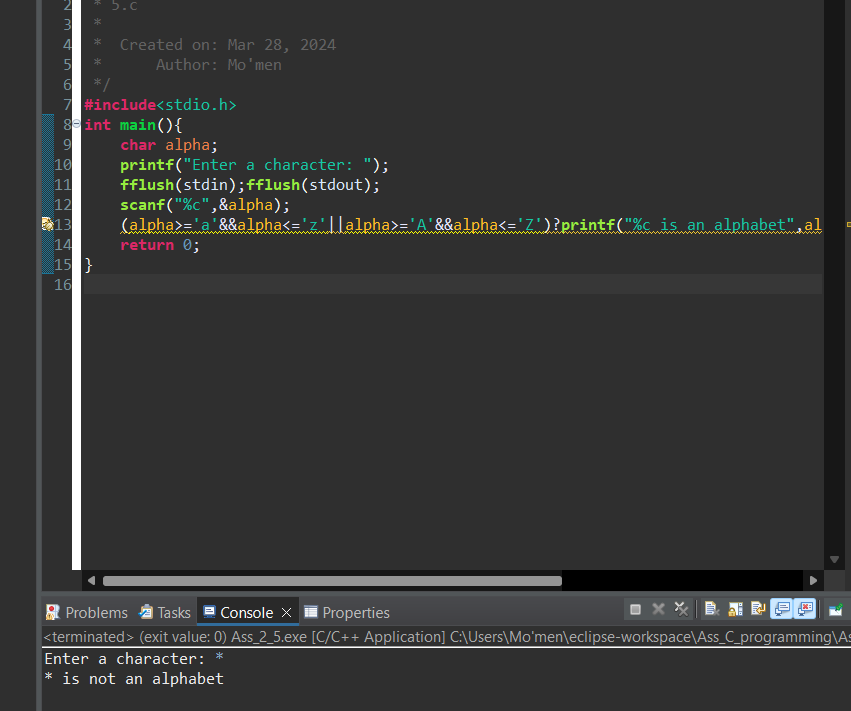 2 * 5.c
3 *
4 *  Created on: Mar 28, 2024
5 *      Author: Mo'men
6 */
7 #include<stdio.h>
8 int main(){
9     char alpha;
10     printf("Enter a character: ");
11     fflush(stdin);fflush(stdout);
12     scanf("%c",&alpha);
13     (alpha>='a'&&alpha<='z'||alpha>='A'&&alpha<='Z')?printf("%c is an alphabet",al
14     return 0;
15 }
16
Problems Tasks Console Properties
<terminated> (exit value: 0) Ass_2_5.exe [C/C++ Application] C:\Users\Mo'men\eclipse-workspace\Ass_C_programming\As
Enter a character: *
* is not an alphabet